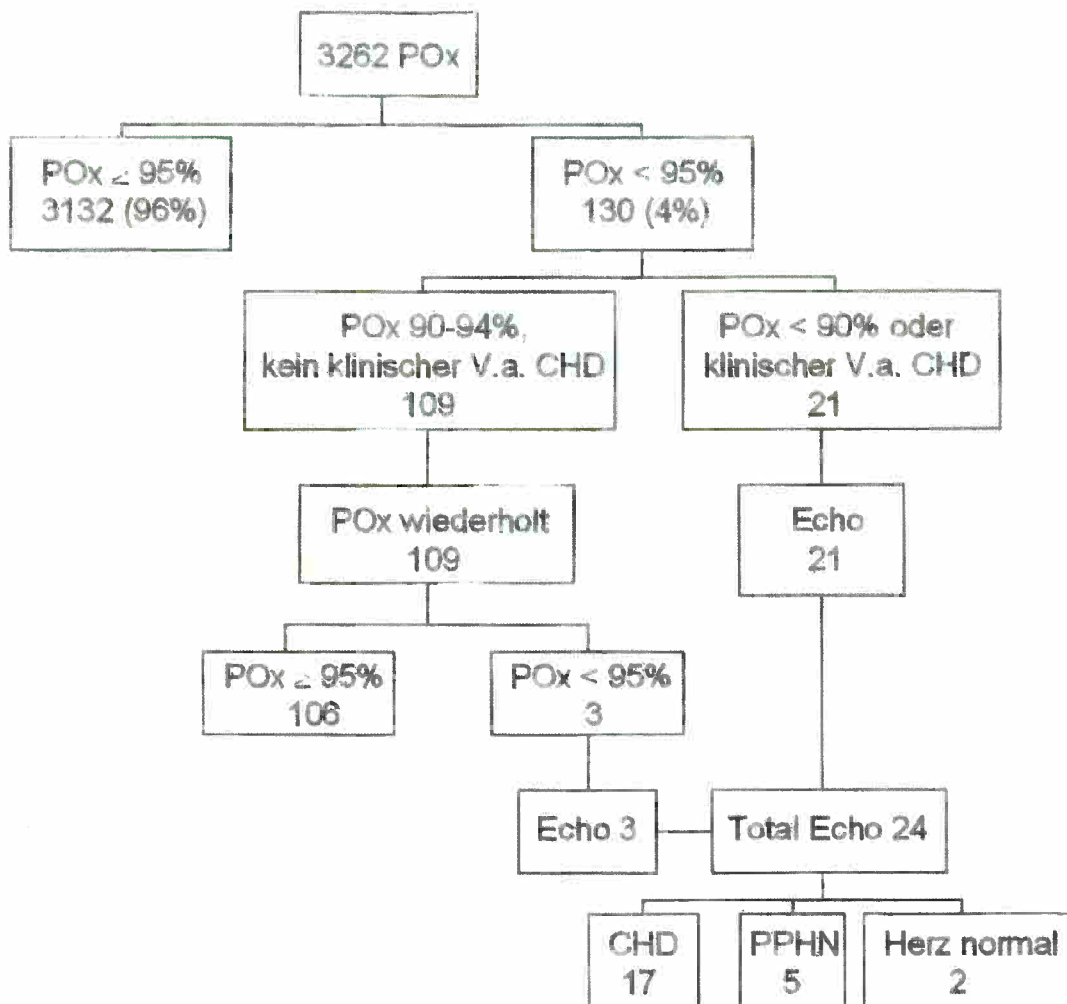 3262 POx
POx ≥ 95%
3132 (96%)
POx < 95%
130 (4%)
POx 90-94%,
kein klinischer V.a. CHD
109
POx < 90% oder
klinischer V.a. CHD
21
POx wiederholt
109
Echo
21
POx ≥ 95%
106
POx < 95%
3
Echo 3
Total Echo 24
CHD
17
PPHN
5
Herz normal
2